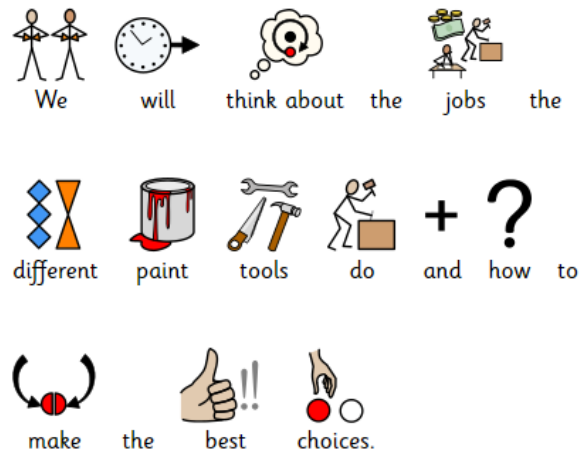 We will think about the jobs the
different paint tools do and how to
make the best choices.